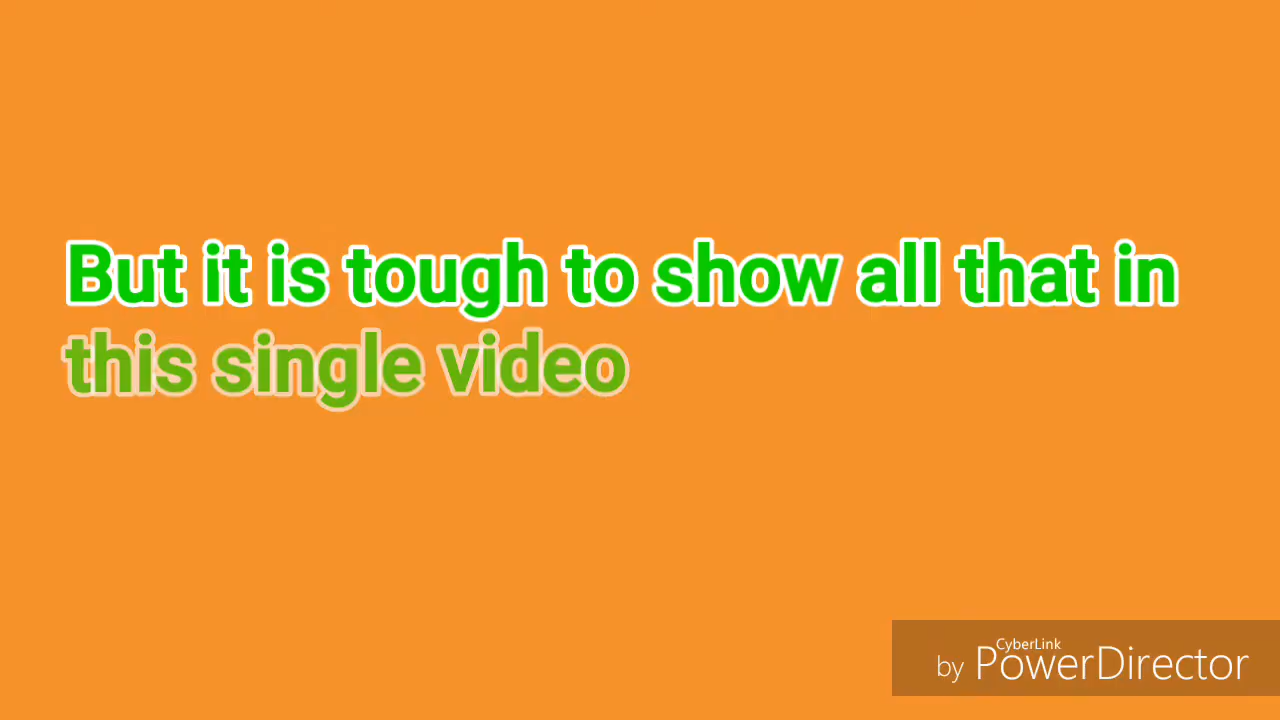 But it is tough to show all that in
this single video
CyberLink
by PowerDirector